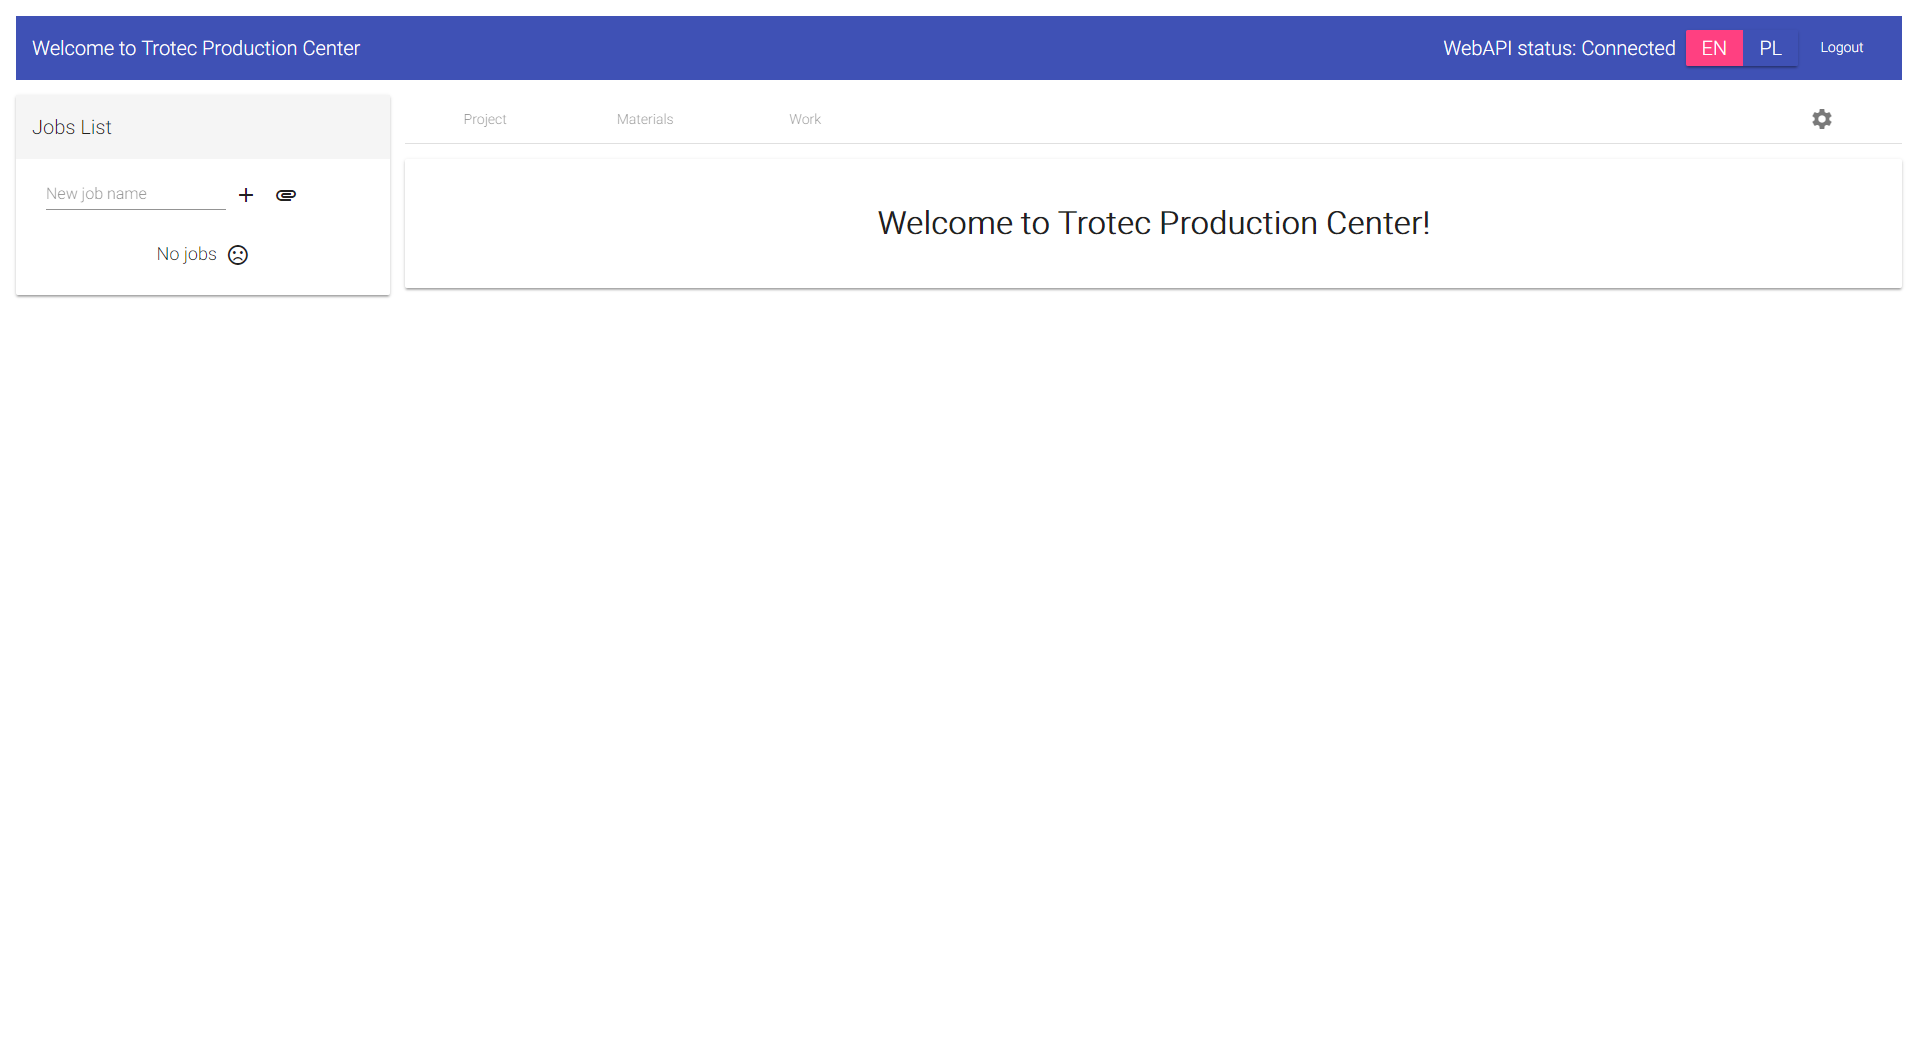 Welcome to Trotec Production Center
WebAPI status: Connected EN PL Logout
Jobs List
Project Materials Work
New job name
No jobs
Welcome to Trotec Production Center!